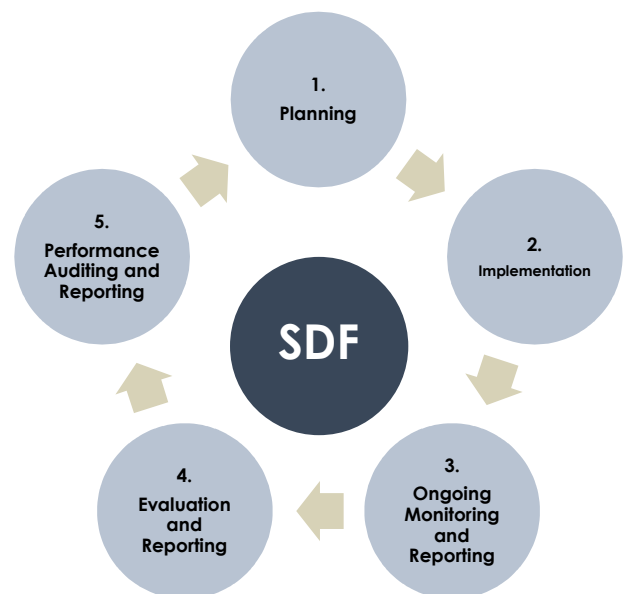 1.
Planning
2.
Implementation
3.
Ongoing
Monitoring
and
Reporting
4.
Evaluation
and
Reporting
5.
Performance
Auditing and
Reporting
SDF